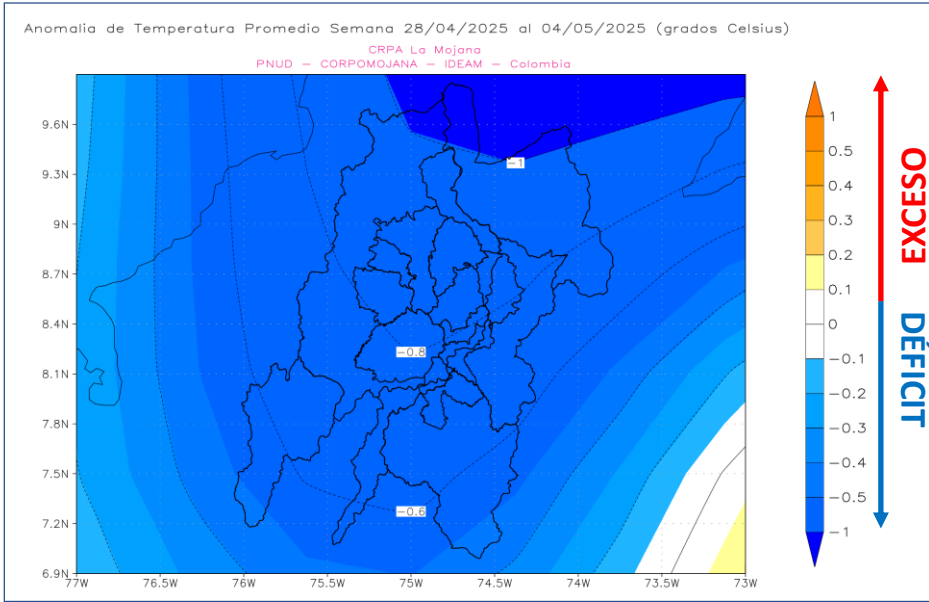 Anomalia de Temperatura Promedio Semana 28/04/2025 al 04/05/2025 (grados Celsius)
CRPA La Mojana
PNUD – CORPOMOJANA – IDEAM – Colombia
9.6N
9.3N
9N
8.7N
8.4N
8.1N
7.8N
7.5N
7.2N
6.9N
77W
76.5W
76W
75.5W
75W
74.5W
74W
73.5W
73W
−1
−0.8
−0.6
1
0.5
0.4
0.3
0.2
0.1
0
−0.1
−0.2
−0.3
−0.4
−0.5
−1
EXCESO
DÉFICIT